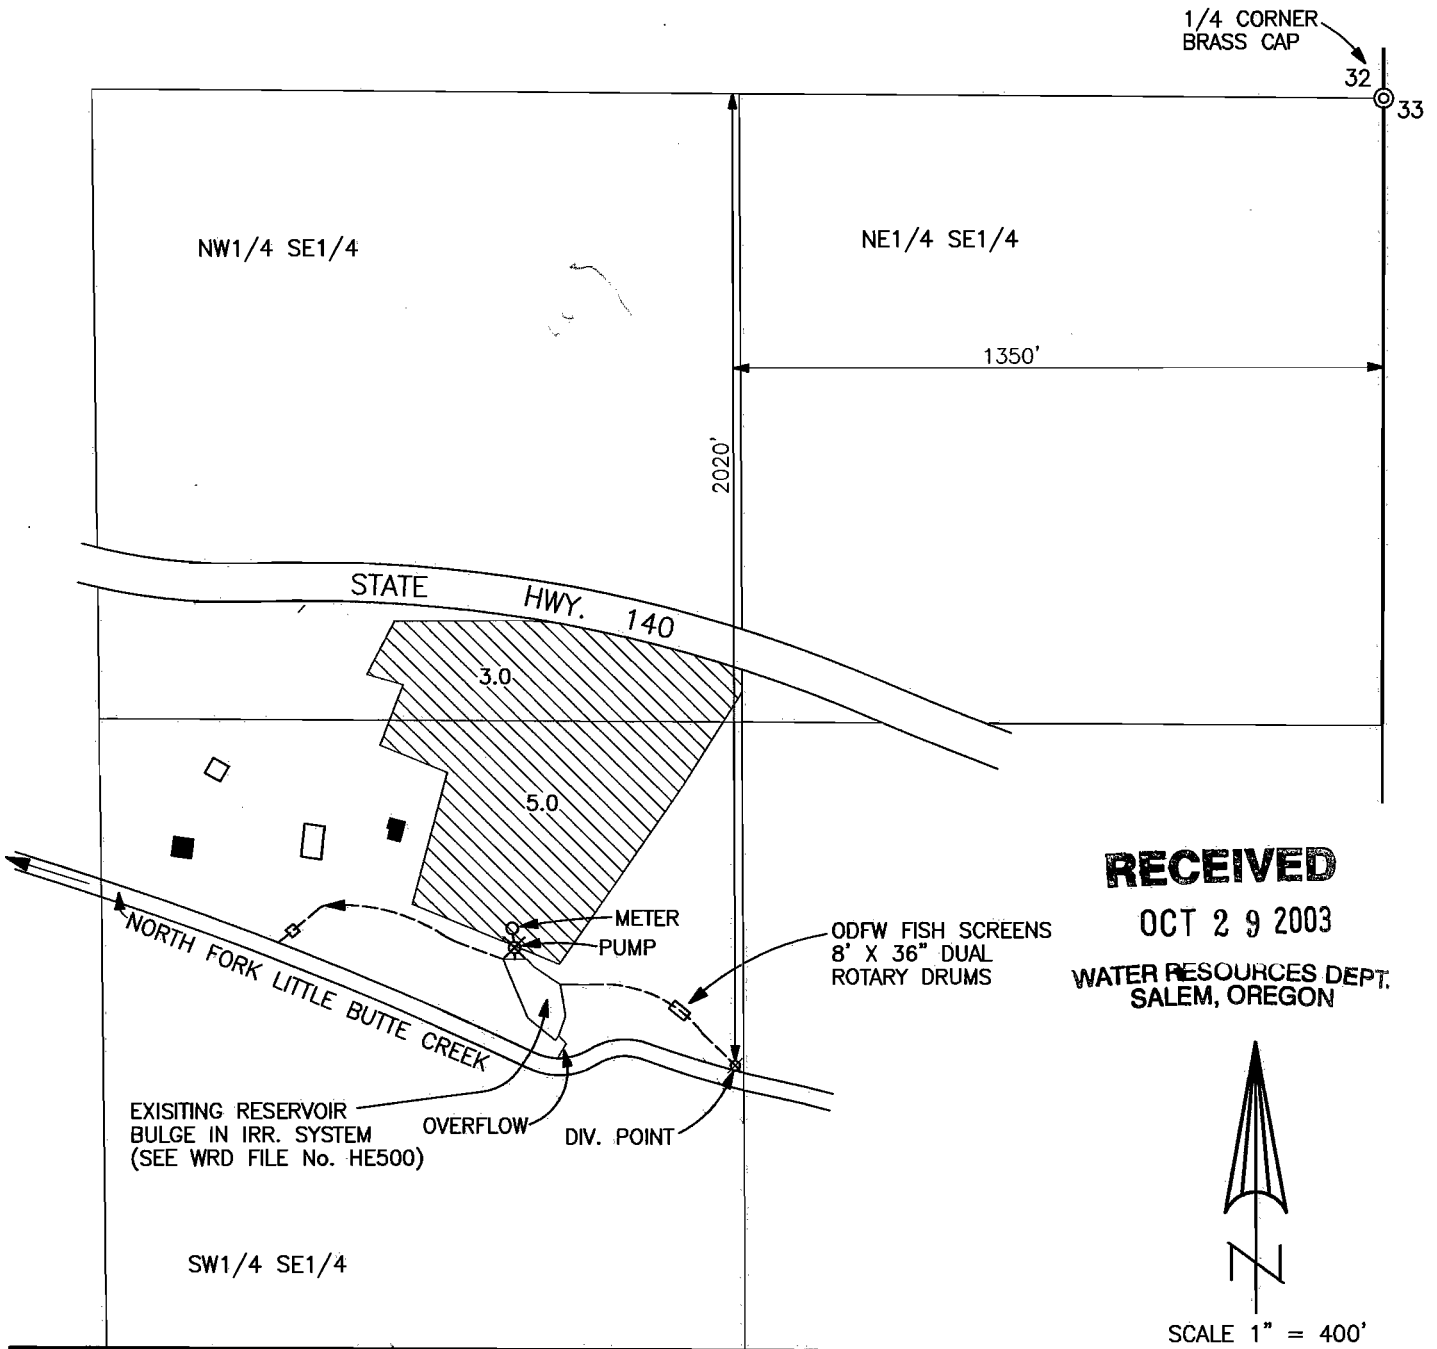 1/4 CORNER
BRASS CAP
32
33
NW1/4 SE1/4
NE1/4 SE1/4
1350'
2020'
STATE HWY. 140
3.0
5.0
METER
PUMP
ODFW FISH SCREENS
8' X 36" DUAL
ROTARY DRUMS
RECEIVED
OCT 29 2003
WATER RESOURCES DEPT.
SALEM, OREGON
NORTH FORK LITTLE BUTTE CREEK
EXISITING RESERVOIR
BULGE IN IRR. SYSTEM
(SEE WRD FILE No. HE500)
OVERFLOW
DIV. POINT
SW1/4 SE1/4
N
SCALE 1" = 400'